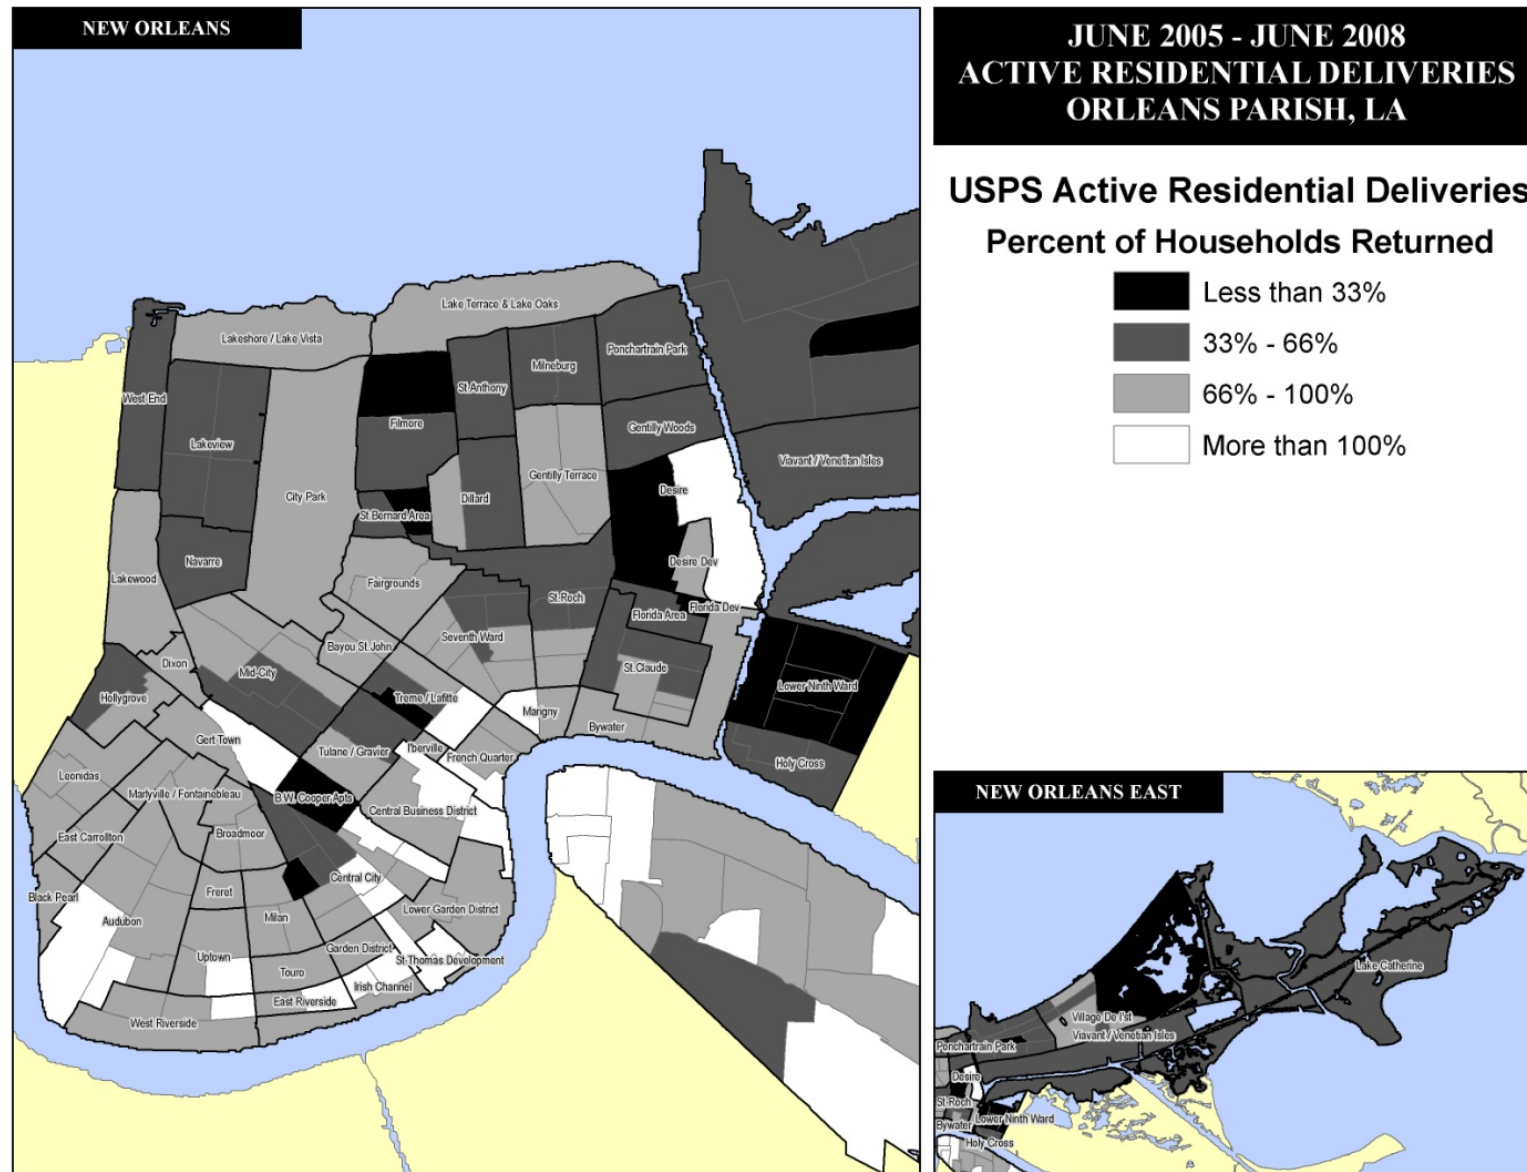 NEW ORLEANS
JUNE 2005 - JUNE 2008
ACTIVE RESIDENTIAL DELIVERIES
ORLEANS PARISH, LA
USPS Active Residential Deliveries
Percent of Households Returned
Less than 33%
33% - 66%
66% - 100%
More than 100%
Lake Terrace & Lake Oaks
Lakeshore / Lake Vista
Ponchartrain Park
Milneburg
St.Anthony
West End
Filmore
Gentilly Woods
Lakeview
Viavant / Venetian Isles
Gentilly Terrace
Desire
City Park
Dillard
St.Bernard Area
Navarre
Desire Dev
Lakewood
Fairgrounds
St.Roch
Florida Dev
Florida Area
Seventh Ward
Bayou St.John
Dixon
Mid-City
St.Claude
Lower Ninth Ward
Hollygrove
Treme / Lafitte
Marigny
Bywater
Gert Town
Tulane / Gravier
Iberville
French Quarter
Holy Cross
Leonidas
Marlyville / Fontainebleau
B.W. Cooper Apts
Central Business District
East Carrollton
Broadmoor
Central City
Black Pearl
Freret
Audubon
Milan
Lower Garden District
Garden District
Uptown
St.Thomas Development
Touro
Irish Channel
East Riverside
West Riverside
NEW ORLEANS EAST
Lake Catherine
Village De l'st
Viavant / Venetian Isles
Ponchartrain Park
Desire
St.Roch
Lower Ninth Ward
Bywater
Holy Cross